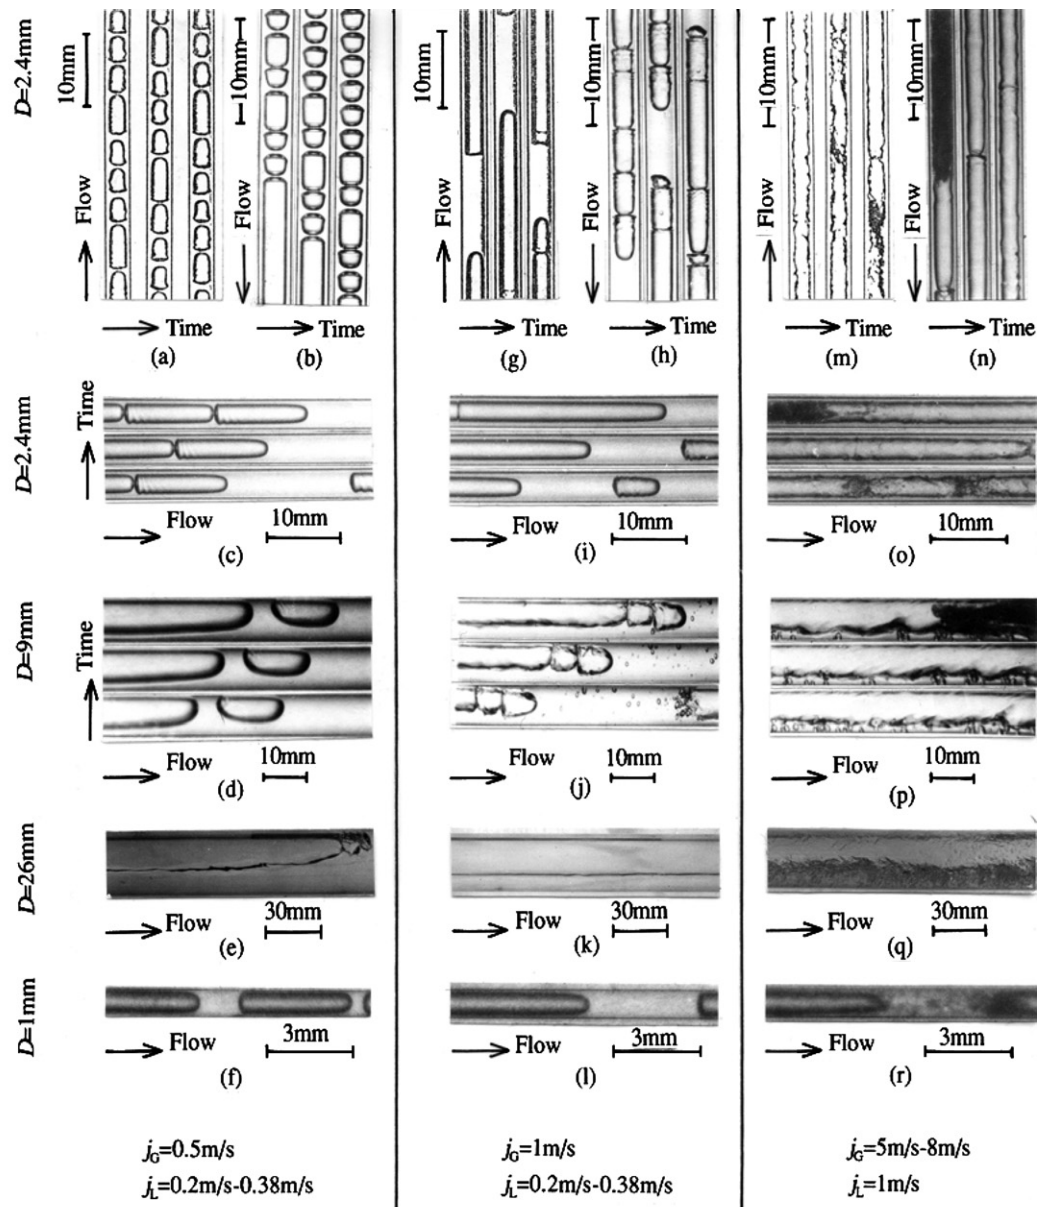 D=2.4mm
10mm
Flow
Time
(a)
10mm
Flow
Time
(b)
10mm
Flow
Time
(g)
10mm
Flow
Time
(h)
10mm
Flow
Time
(m)
10mm
Flow
Time
(n)
D=2.4mm
Time
Flow
10mm
(c)
Flow
10mm
(i)
Flow
10mm
(o)
D=9mm
Time
Flow
10mm
(d)
Flow
10mm
(j)
Flow
10mm
(p)
D=26mm
Flow
30mm
(e)
Flow
30mm
(k)
Flow
30mm
(q)
D=1mm
Flow
3mm
(f)
Flow
3mm
(l)
Flow
3mm
(r)
jG=0.5m/s
jL=0.2m/s-0.38m/s
jG=1m/s
jL=0.2m/s-0.38m/s
jG=5m/s-8m/s
jL=1m/s